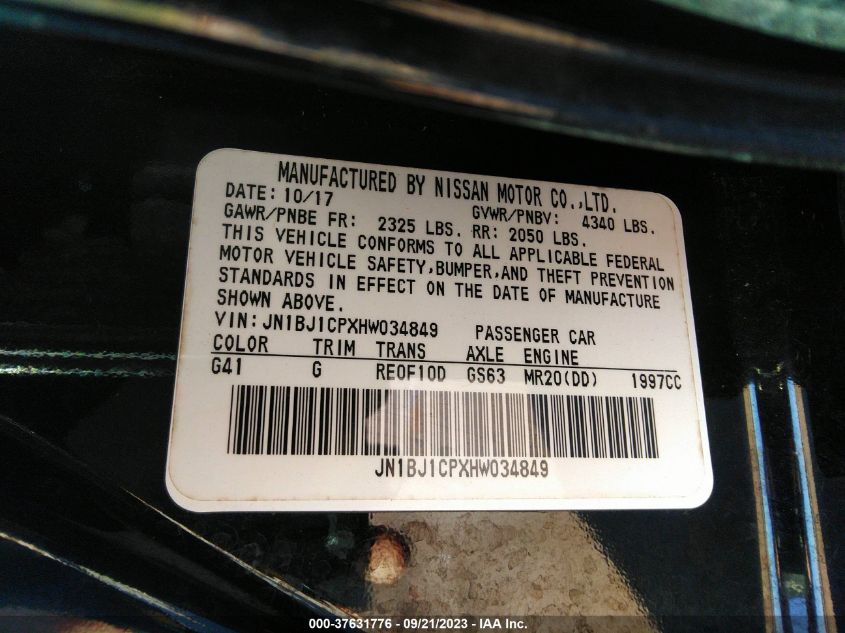 MANUFACTURED BY NISSAN MOTOR CO.,LTD.
DATE: 10/17 GVWR/PNBV: 4340 LBS.
GAWR/PNBE FR: 2325 LBS. RR: 2050 LBS.
THIS VEHICLE CONFORMS TO ALL APPLICABLE FEDERAL
MOTOR VEHICLE SAFETY,BUMPER,AND THEFT PREVENTION
STANDARDS IN EFFECT ON THE DATE OF MANUFACTURE
SHOWN ABOVE.
VIN:JN1BJ1CPXHW034849 PASSENGER CAR
COLOR TRIM TRANS AXLE ENGINE
G41 G RE0F10D GS63 MR20(DD) 1997CC
JN1BJ1CPXHW034849
000-37631776 - 09/21/2023 - IAA Inc.